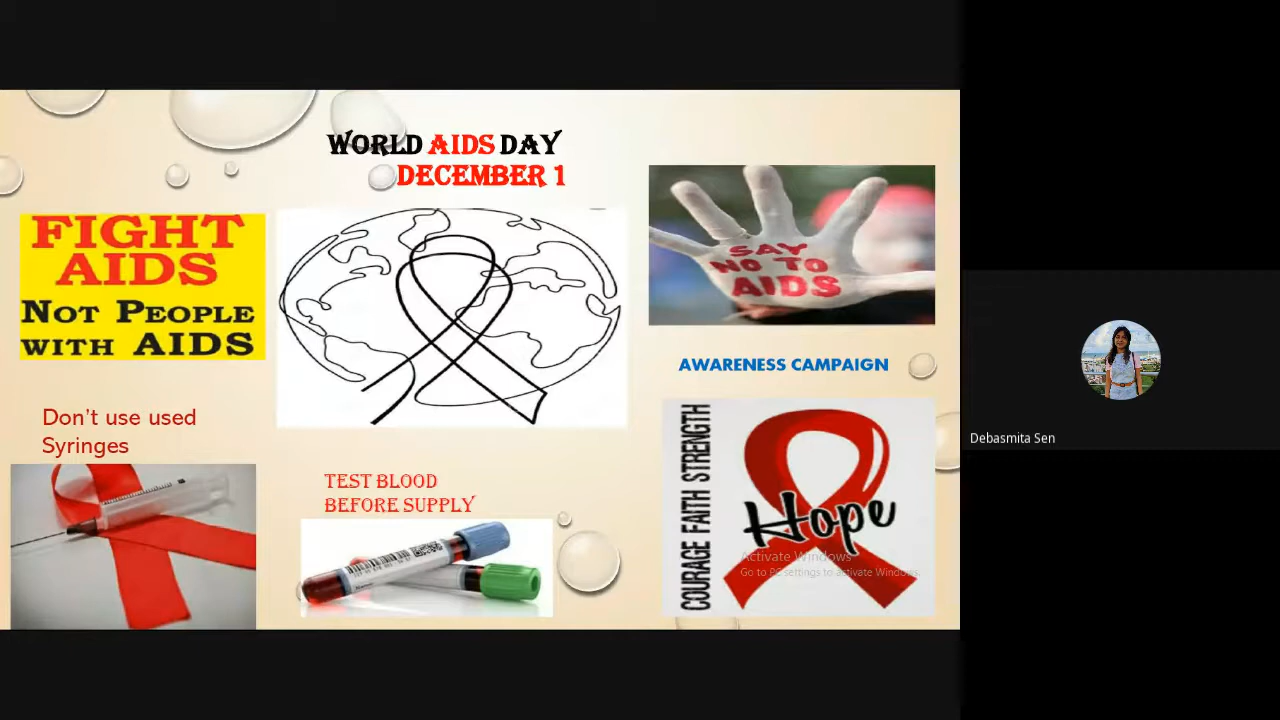 WORLD AIDS DAY
DECEMBER 1
FIGHT
AIDS
NOT PEOPLE
WITH AIDS
SAY
NO TO
AIDS
AWARENESS CAMPAIGN
Don't use used
Syringes
TEST BLOOD
BEFORE SUPPLY
COURAGE FAITH STRENGTH
Hope
Activate Windows
Go to PC settings to activate Windows.
Debasmita Sen